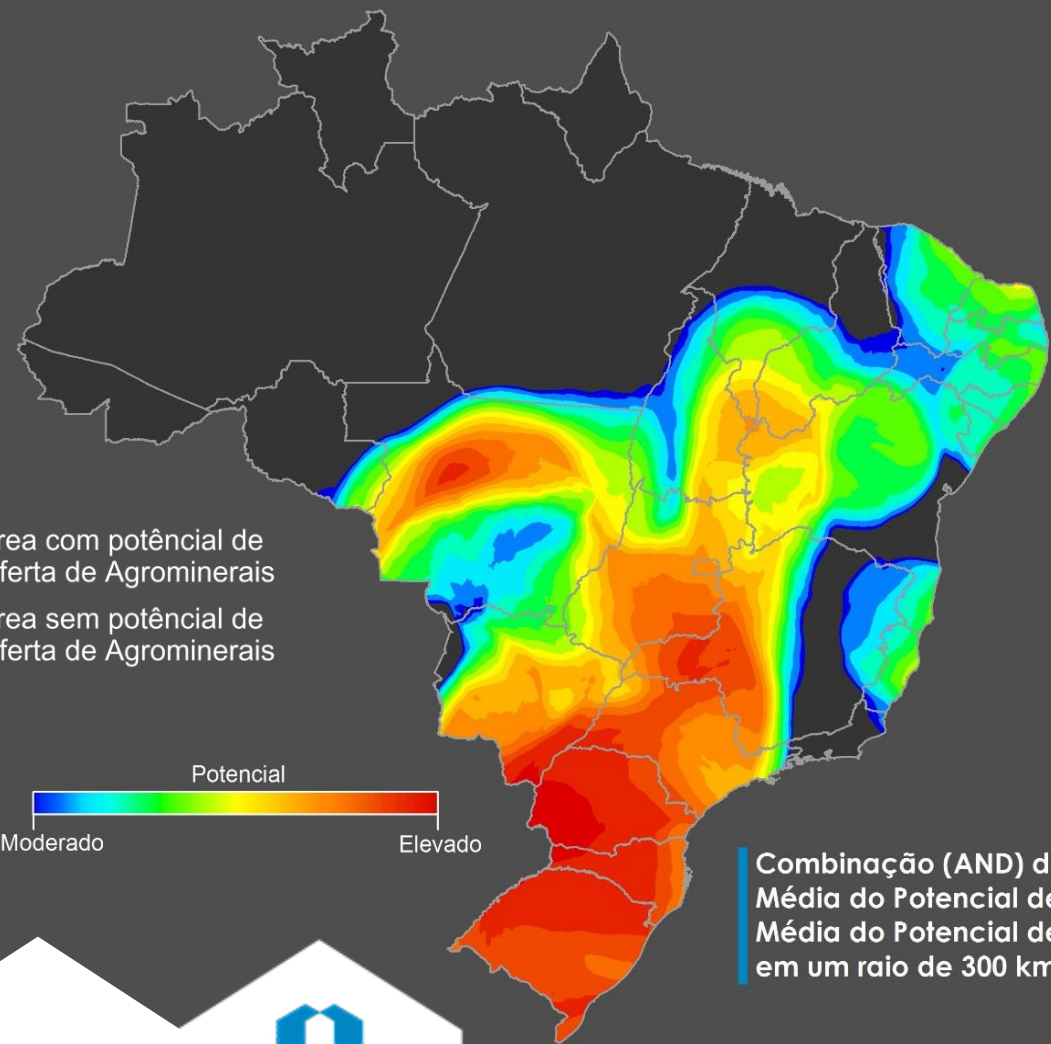 rea com potêncial de
ferta de Agrominerais
rea sem potêncial de
ferta de Agrominerais
Potencial
Moderado
Elevado
Combinação (AND) d
Média do Potencial de
Média do Potencial de
em um raio de 300 km